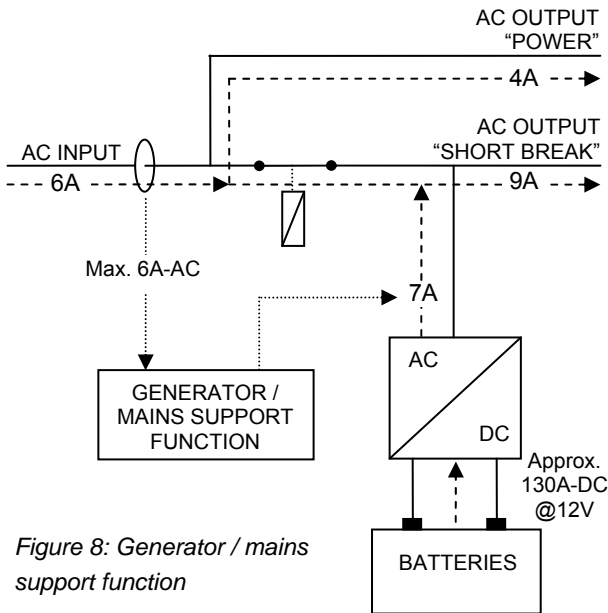 AC OUTPUT
“POWER”
4A
AC OUTPUT
“SHORT BREAK”
AC INPUT
6A
9A
Max. 6A-AC
7A
GENERATOR /
MAINS SUPPORT
FUNCTION
AC
DC
Approx.
130A-DC
@12V
BATTERIES
Figure 8: Generator / mains
support function